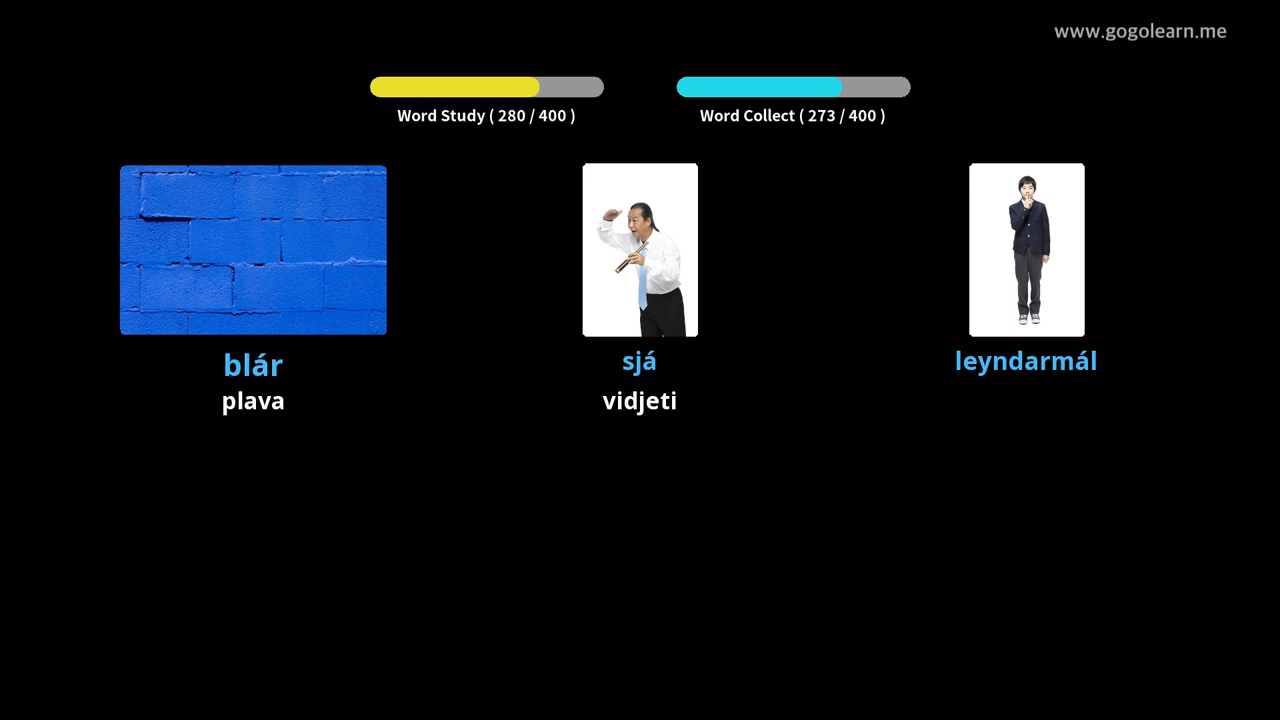 www.gogolearn.me
Word Study ( 280 / 400 )
Word Collect ( 273 / 400 )
blár
plava
sjá
vidjeti
leyndarmál